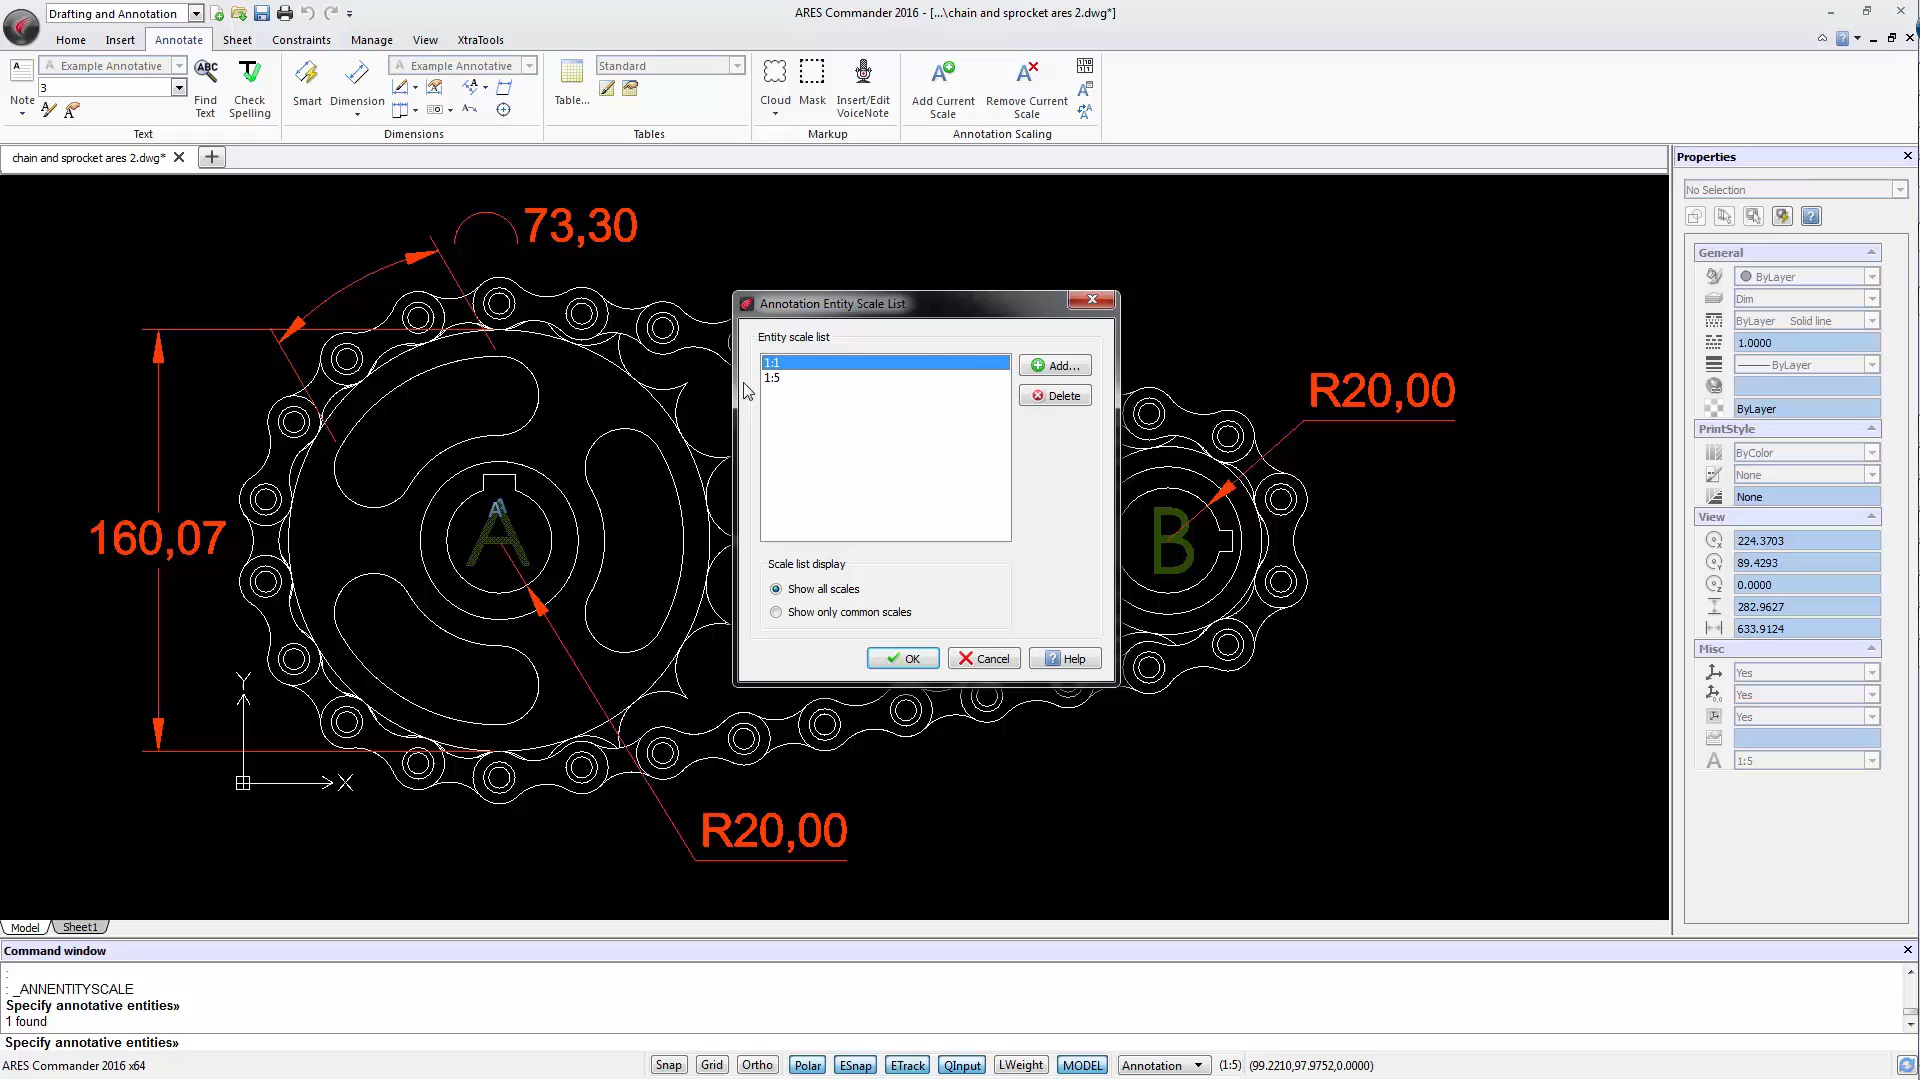 Drafting and Annotation
ARES Commander 2016 - [...\chain and sprocket ares 2.dwg*]
Home Insert Annotate Sheet Constraints Manage View XtraTools
Example Annotative
3
Note
ABC
Find Text
Check Spelling
Text
Smart
Dimension
Example Annotative
Dimensions
Table...
Standard
Tables
Cloud
Mask
Insert/Edit VoiceNote
Markup
Add Current Scale
Remove Current Scale
Annotation Scaling
chain and sprocket ares 2.dwg*
Properties
No Selection
General
ByLayer
Dim
ByLayer Solid line
1.0000
ByLayer
ByLayer
PrintStyle
ByColor
None
None
View
224.3703
89.4293
0.0000
282.9627
633.9124
Misc
Yes
Yes
Yes
1:5
73,30
160,07
A
A
B
R20,00
R20,00
Y
X
Annotation Entity Scale List
Entity scale list
1:1
1:5
Add...
Delete
Scale list display
Show all scales
Show only common scales
OK
Cancel
Help
Model Sheet1
Command window
:
: _ANNENTITYSCALE
Specify annotative entities»
1 found
Specify annotative entities»
ARES Commander 2016 x64
Snap Grid Ortho Polar ESnap ETrack QInput LWeight MODEL Annotation (1:5) (99.2210,97.9752,0.0000)